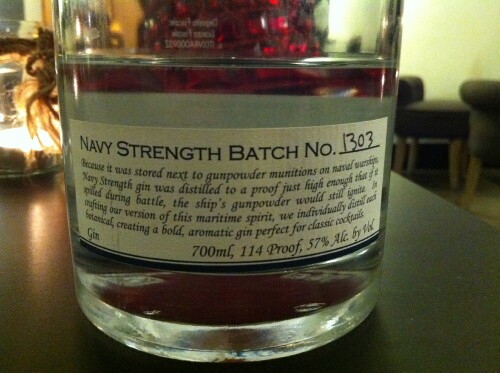 NAVY STRENGTH BATCH NO. 1303
Because it was stored next to gunpowder munitions on naval warships,
Navy Strength gin was distilled to a proof just high enough that if it
spilled during battle, the ship's gunpowder would still ignite. In
crafting our version of this maritime spirit, we individually distill each
botanical, creating a bold, aromatic gin perfect for classic cocktails.
Gin
700ml, 114 Proof, 57% Alc. by Vol.